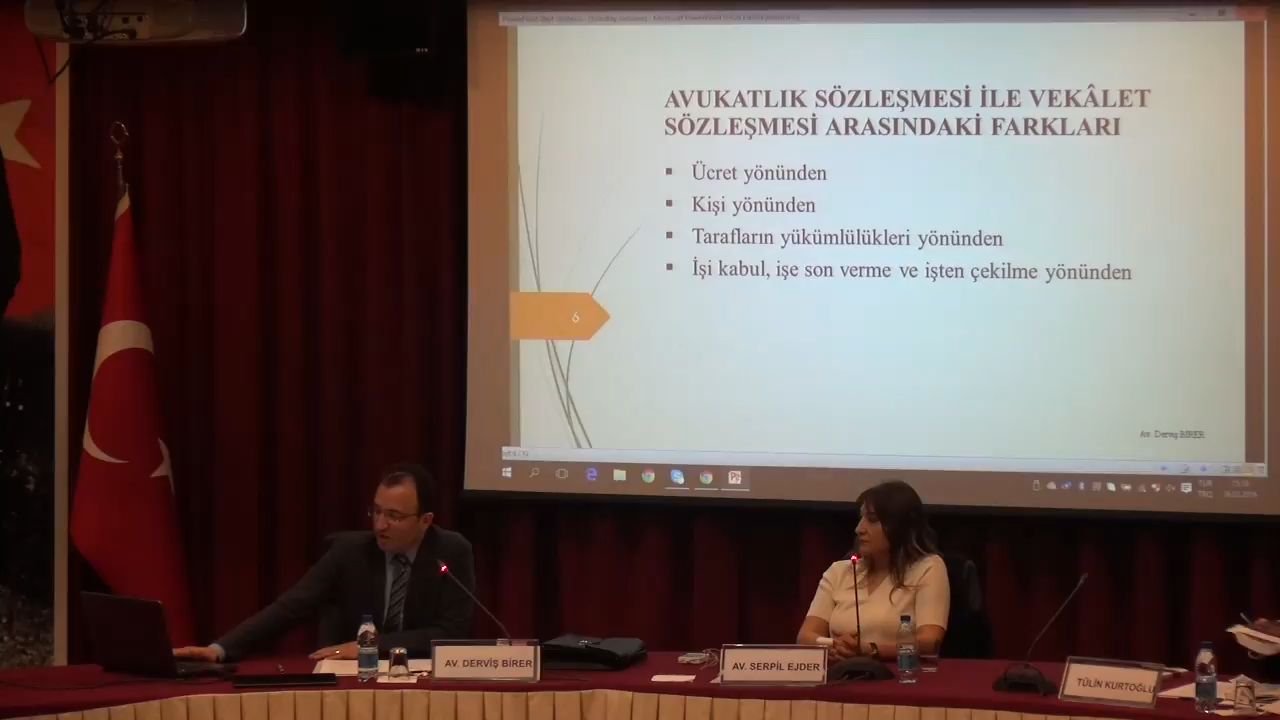 AVUKATLIK SÖZLEŞMESİ İLE VEKÂLET
SÖZLEŞMESİ ARASINDAKİ FARKLARI
Ücret yönünden
Kişi yönünden
Tarafların yükümlülükleri yönünden
İşi kabul, işe son verme ve işten çekilme yönünden
6
Av. Derviş BİRER
AV. DERVİŞ BİRER
AV. SERPİL EJDER
TÜLİN KURTOĞLU